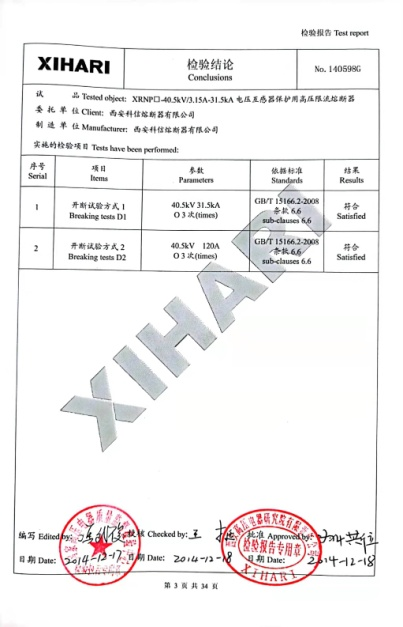 检验报告 Test report
XIHARI
检验结论
Conclusions
No. 140598G
试 品 Tested object: XRNP□-40.5kV/3.15A-31.5kA 电压互感器保护用高压限流熔断器
委托单位 Client: 西安科信熔断器有限公司
制造单位 Manufacturer: 西安科信熔断器有限公司
实施的检验项目 Tests have been performed:
序号 项目 参数 依据标准 结果
Serial Items Parameters Standards Results
1 开断试验方式 1 40.5kV 31.5kA GB/T 15166.2-2008 符合
Breaking tests D1 O 3 次(times) 条款 6.6 Satisfied
sub-clauses 6.6
2 开断试验方式 2 40.5kV 120A GB/T 15166.2-2008 符合
Breaking tests D2 O 3 次(times) 条款 6.6 Satisfied
sub-clauses 6.6
XIHARI
编写 Edited by: 校核 Checked by: 王 批准 Approved by:
日期 Date: 2014-12-17 日期 Date: 2014-12-18 日期 Date: 2014-12-18
检验报告专用章
XIHARI
第 3 页 共 34 页